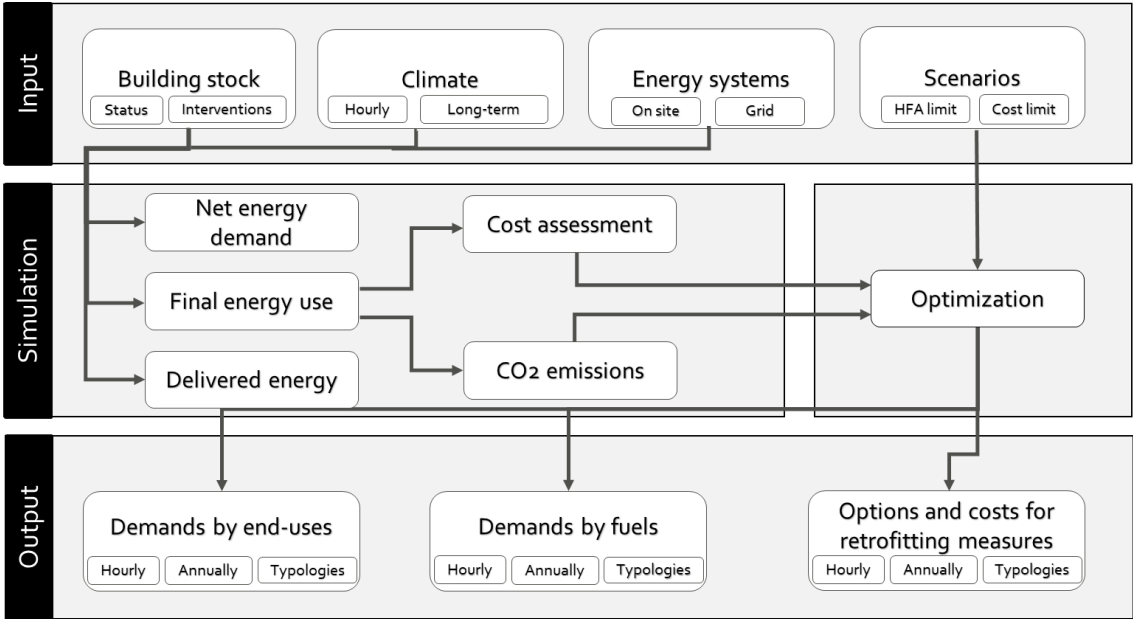 Input
Building stock
Status
Interventions
Climate
Hourly
Long-term
Energy systems
On site
Grid
Scenarios
HFA limit
Cost limit
Simulation
Net energy
demand
Final energy use
Delivered energy
Cost assessment
CO2 emissions
Optimization
Output
Demands by end-uses
Hourly
Annually
Typologies
Demands by fuels
Hourly
Annually
Typologies
Options and costs for
retrofitting measures
Hourly
Annually
Typologies